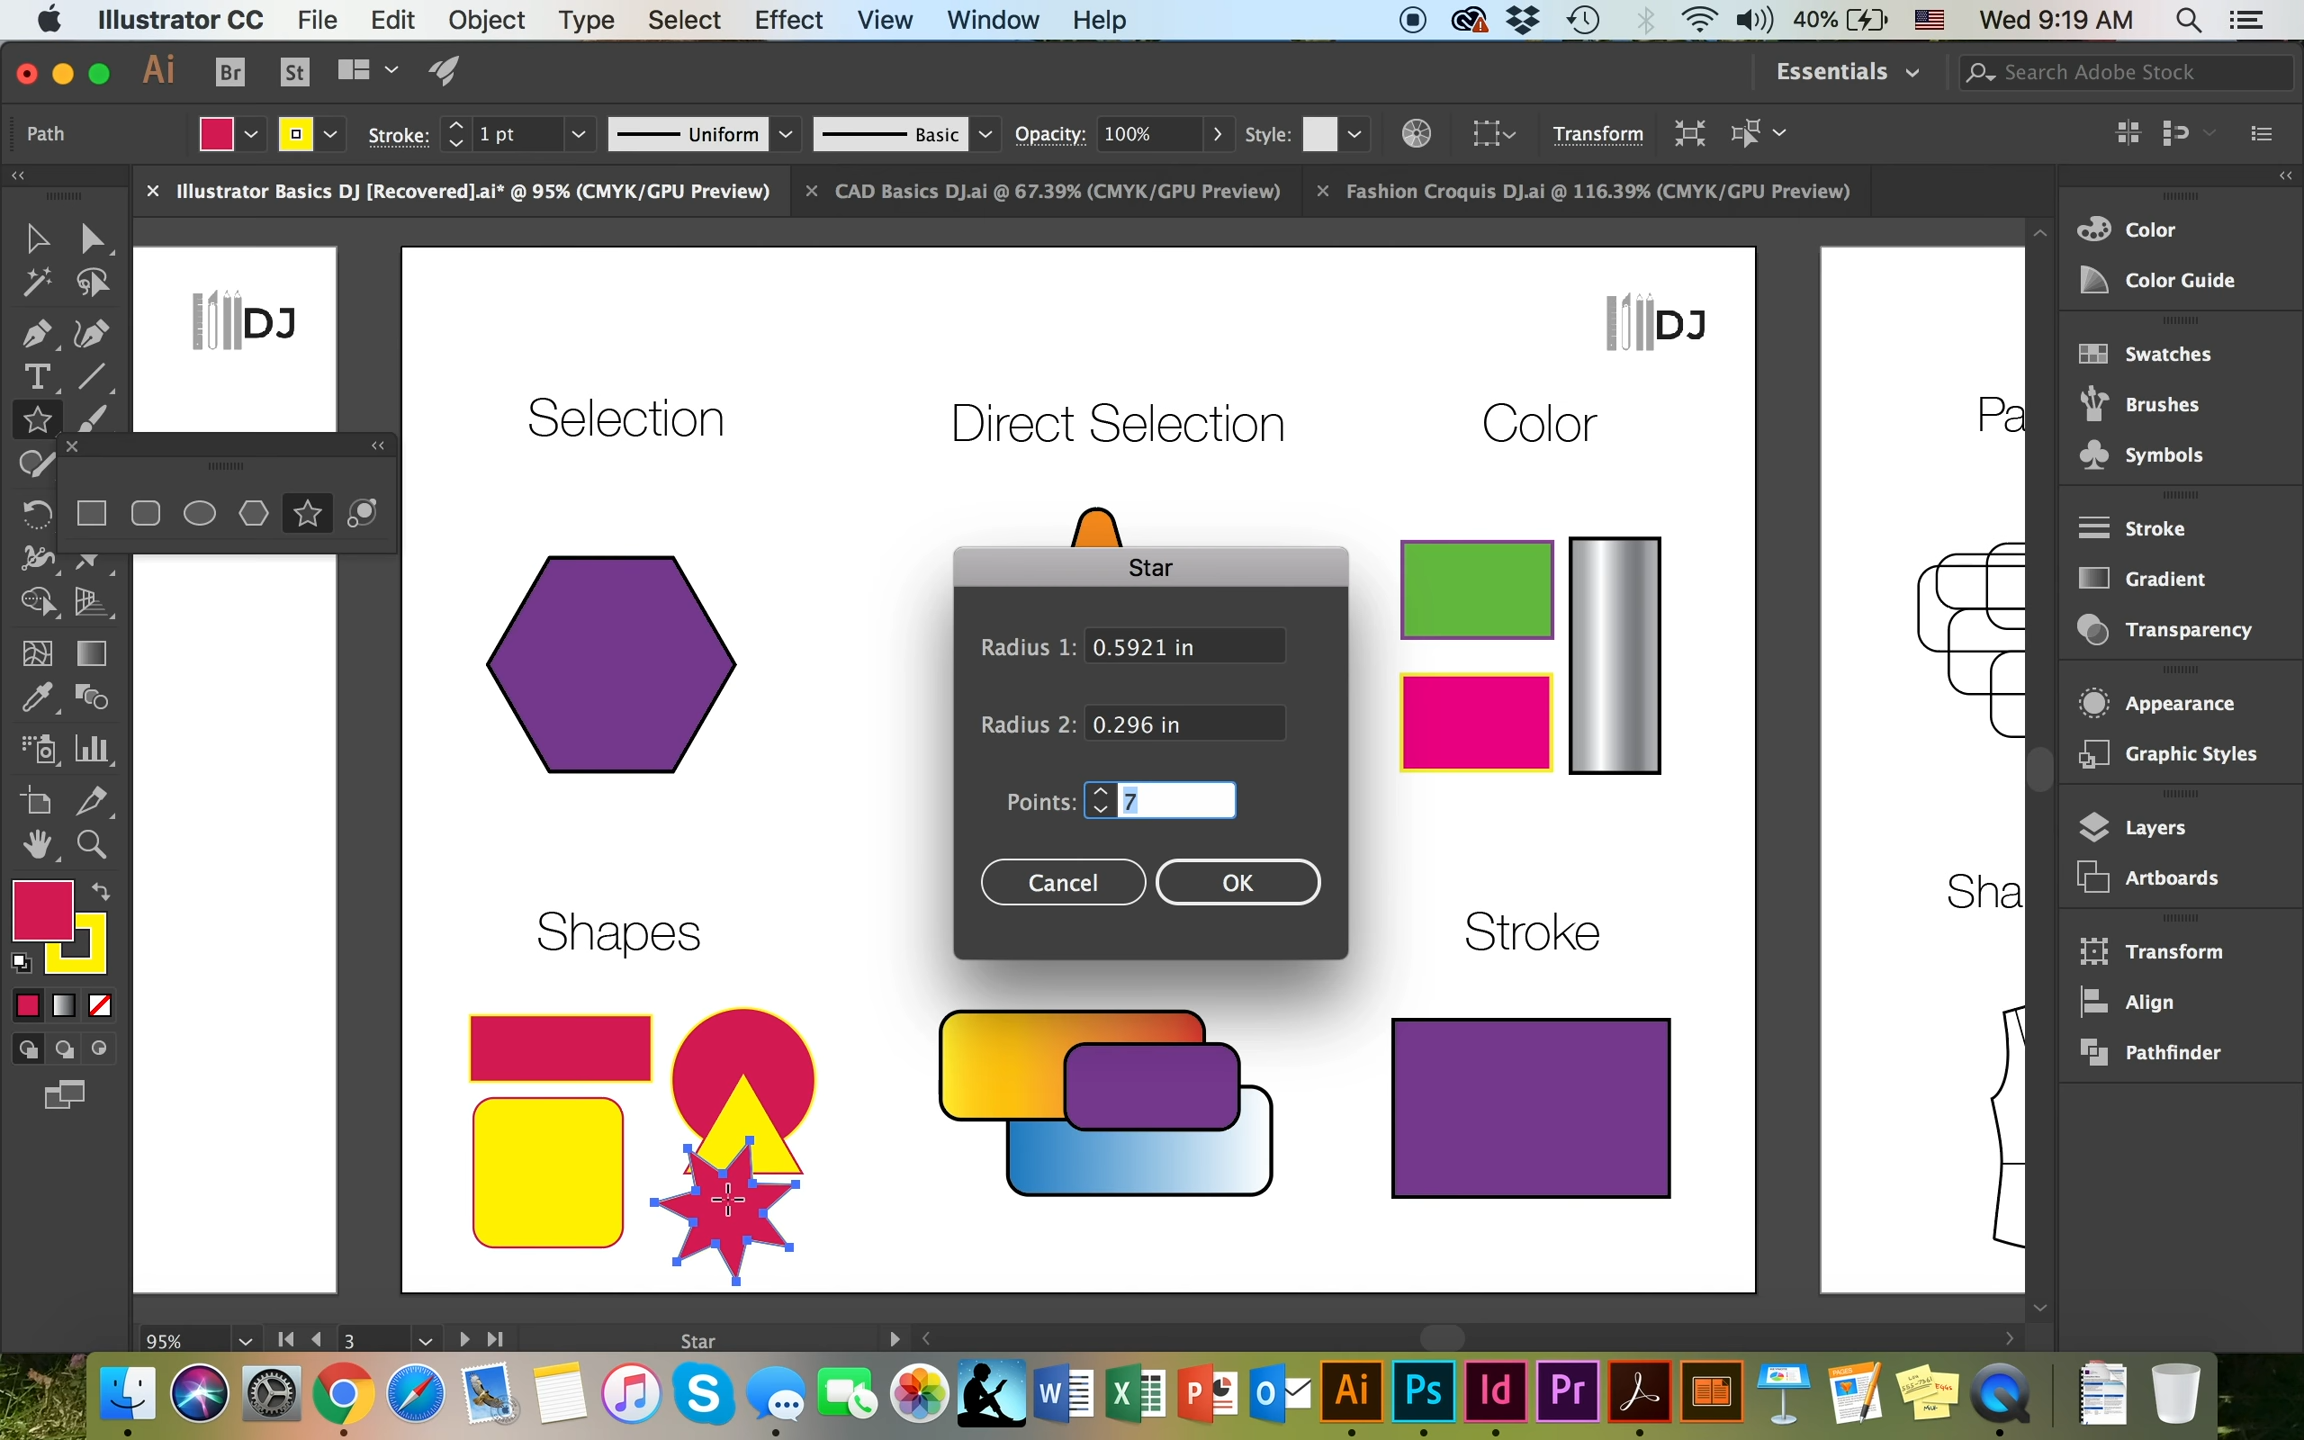 Illustrator CC File Edit Object Type Select Effect View Window Help 40% Wed 9:19 AM
Ai Br St Essentials Search Adobe Stock
Path Stroke: 1 pt Uniform Basic Opacity: 100% Style: Transform
Illustrator Basics DJ [Recovered].ai* @ 95% (CMYK/GPU Preview) CAD Basics DJ.ai @ 67.39% (CMYK/GPU Preview) Fashion Croquis DJ.ai @ 116.39% (CMYK/GPU Preview)
DJ
DJ
Selection
Direct Selection
Color
Pa
Star
Radius 1: 0.5921 in
Radius 2: 0.296 in
Points: 7
Cancel OK
Shapes
Stroke
Sha
Color
Color Guide
Swatches
Brushes
Symbols
Stroke
Gradient
Transparency
Appearance
Graphic Styles
Layers
Artboards
Transform
Align
Pathfinder
95% 3 Star
W X P O Ai Ps Id Pr